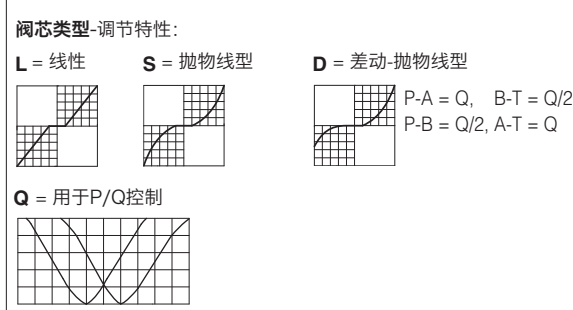 阀芯类型-调节特性:
L = 线性 S = 抛物线型 D = 差动-抛物线型
P-A = Q, B-T = Q/2
P-B = Q/2, A-T = Q
Q = 用于P/Q控制